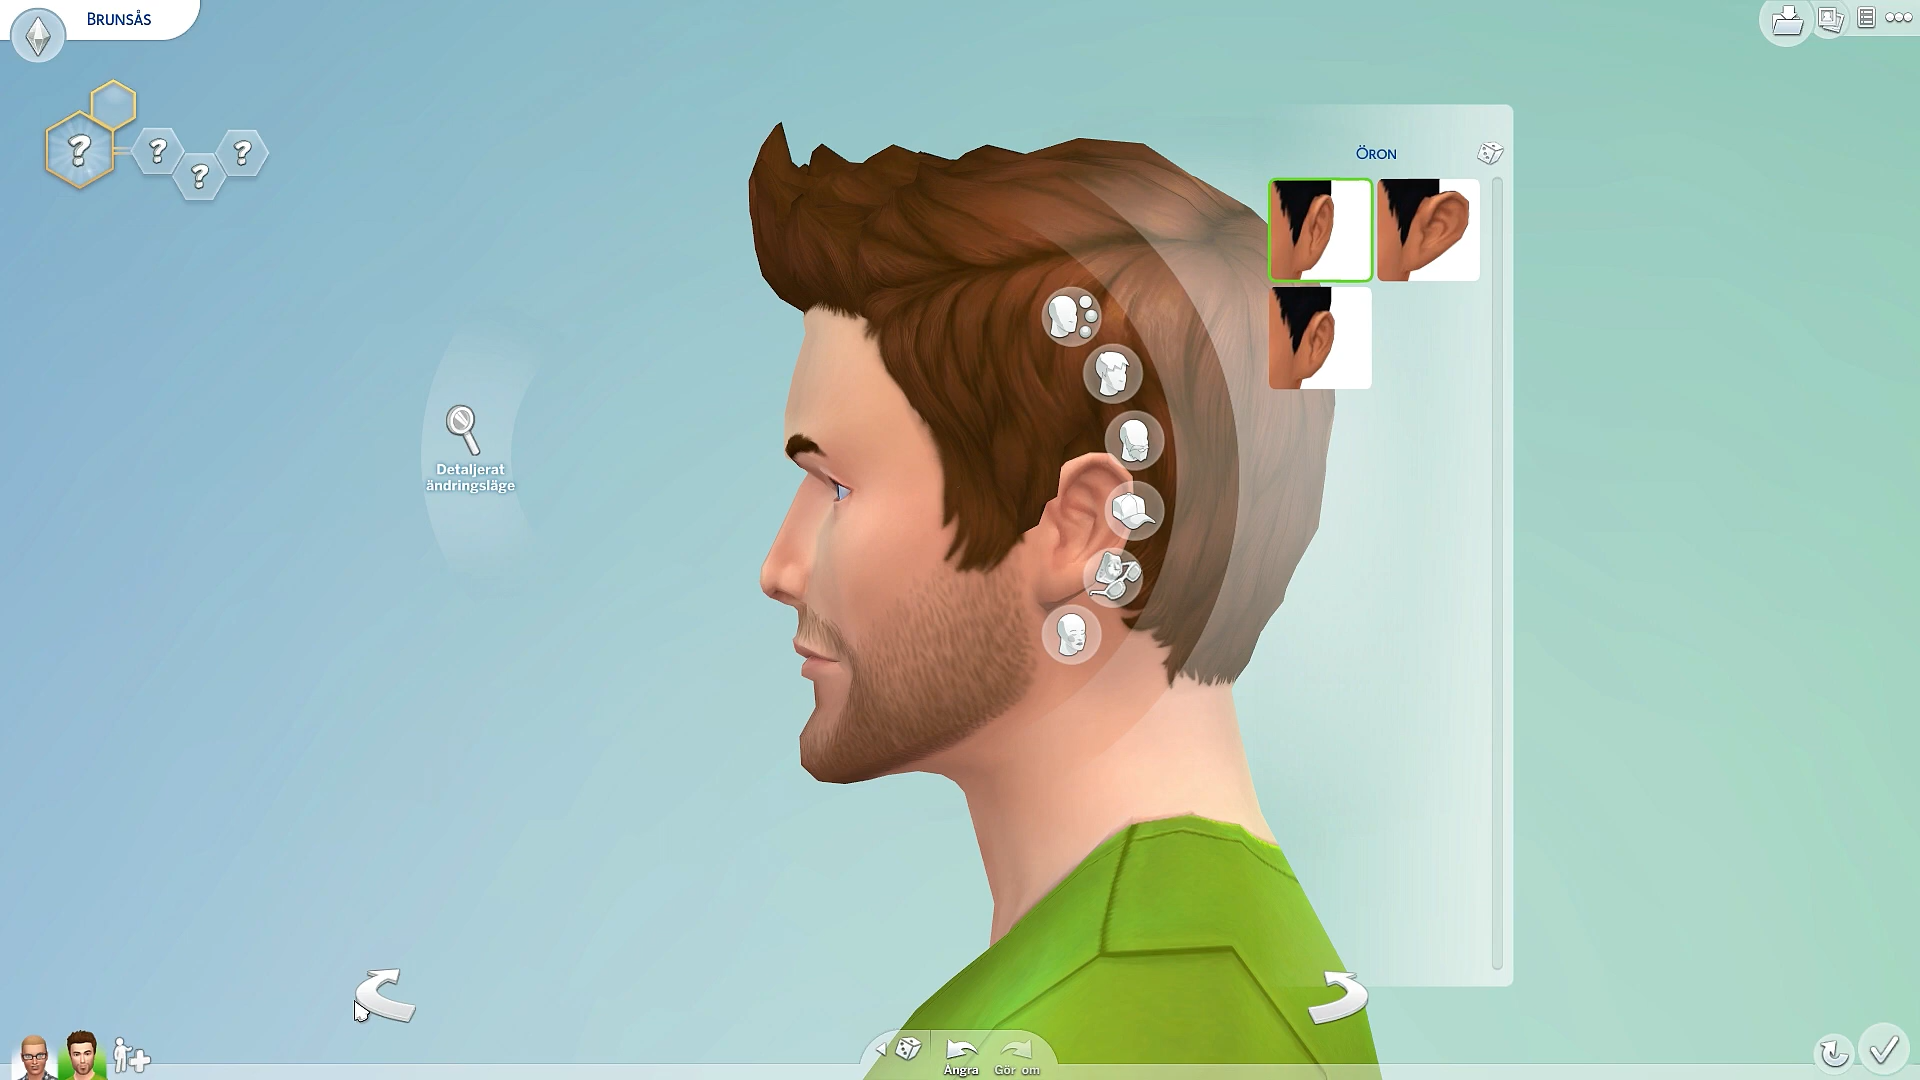 BRUNSÅS
?
?
?
?
ÖRON
Detaljerat
ändringsläge
Ångra
Gör om